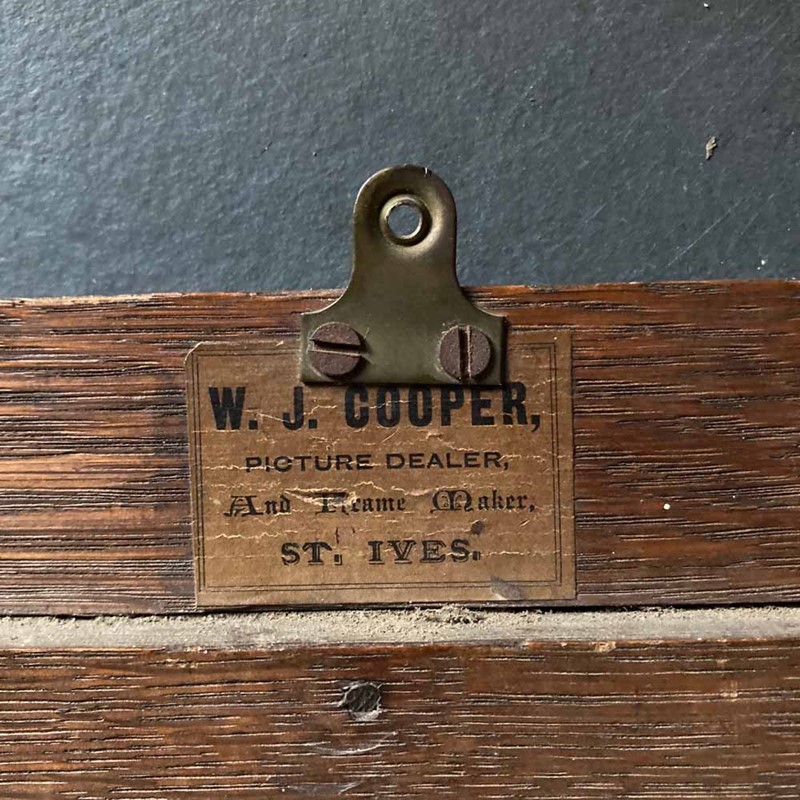 W. J. COOPER,
PICTURE DEALER,
And Frame Maker,
ST. IVES.